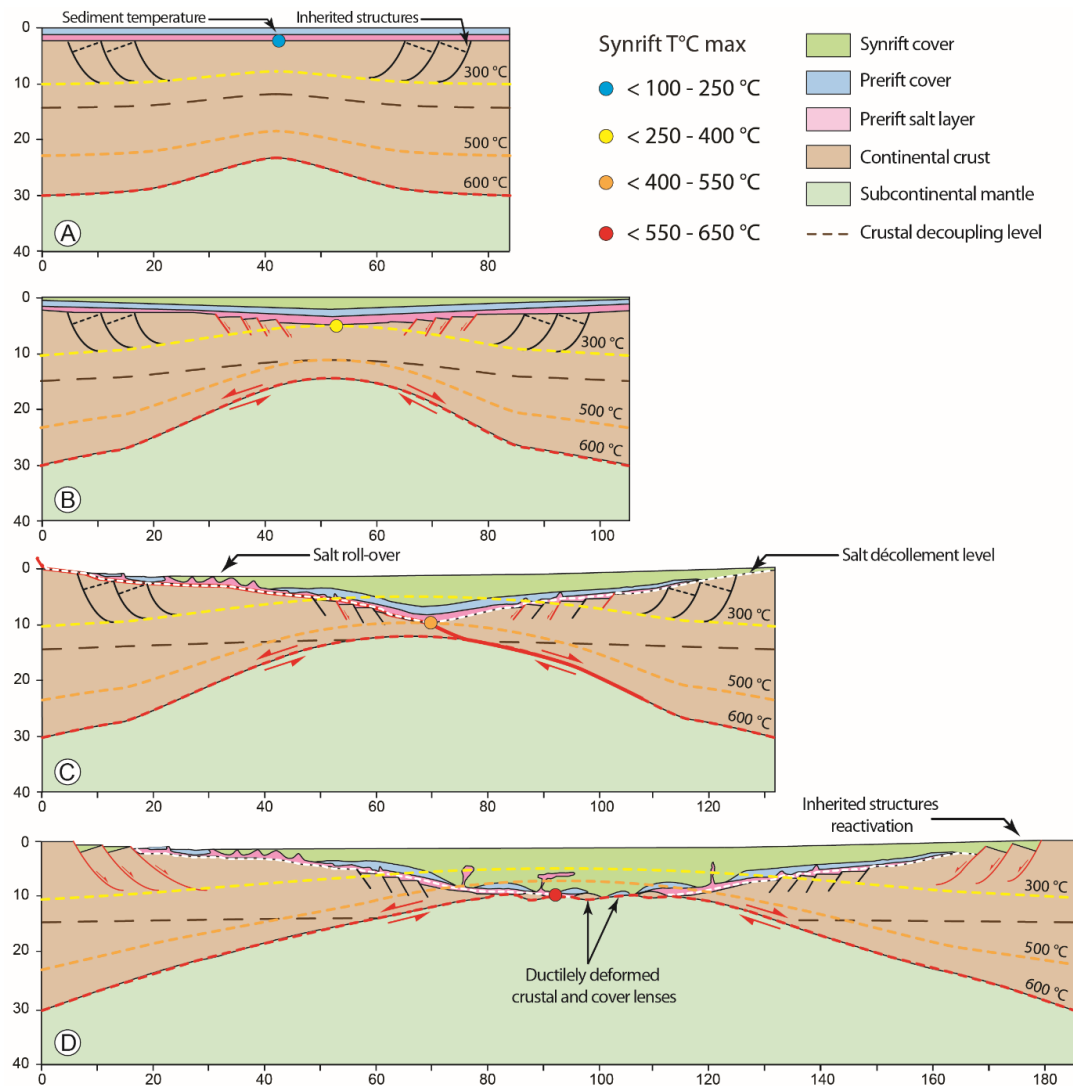 Sediment temperature
Inherited structures
0
10
20
30
40
300 °C
500 °C
600 °C
A
0 20 40 60 80
Synrift T°C max
< 100 - 250 °C
< 250 - 400 °C
< 400 - 550 °C
< 550 - 650 °C
Synrift cover
Prerift cover
Prerift salt layer
Continental crust
Subcontinental mantle
Crustal decoupling level
0
10
20
30
40
300 °C
500 °C
600 °C
B
0 20 40 60 80 100
Salt roll-over
Salt décollement level
0
10
20
30
40
300 °C
500 °C
600 °C
C
0 20 40 60 80 100 120
Inherited structures
reactivation
0
10
20
30
40
300 °C
500 °C
600 °C
Ductilely deformed
crustal and cover lenses
D
0 20 40 60 80 100 120 140 160 180